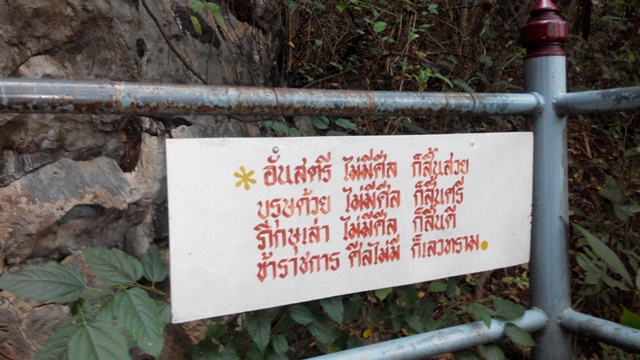 * อันสตรี ไม่มีศีล ก็สิ้นสวย
บุรุษด้วย ไม่มีศีล ก็สิ้นศรี
ภิกษุเล่า ไม่มีศีล ก็สิ้นดี
ข้าราชการ ศีลไม่มี ก็เลวทราม.